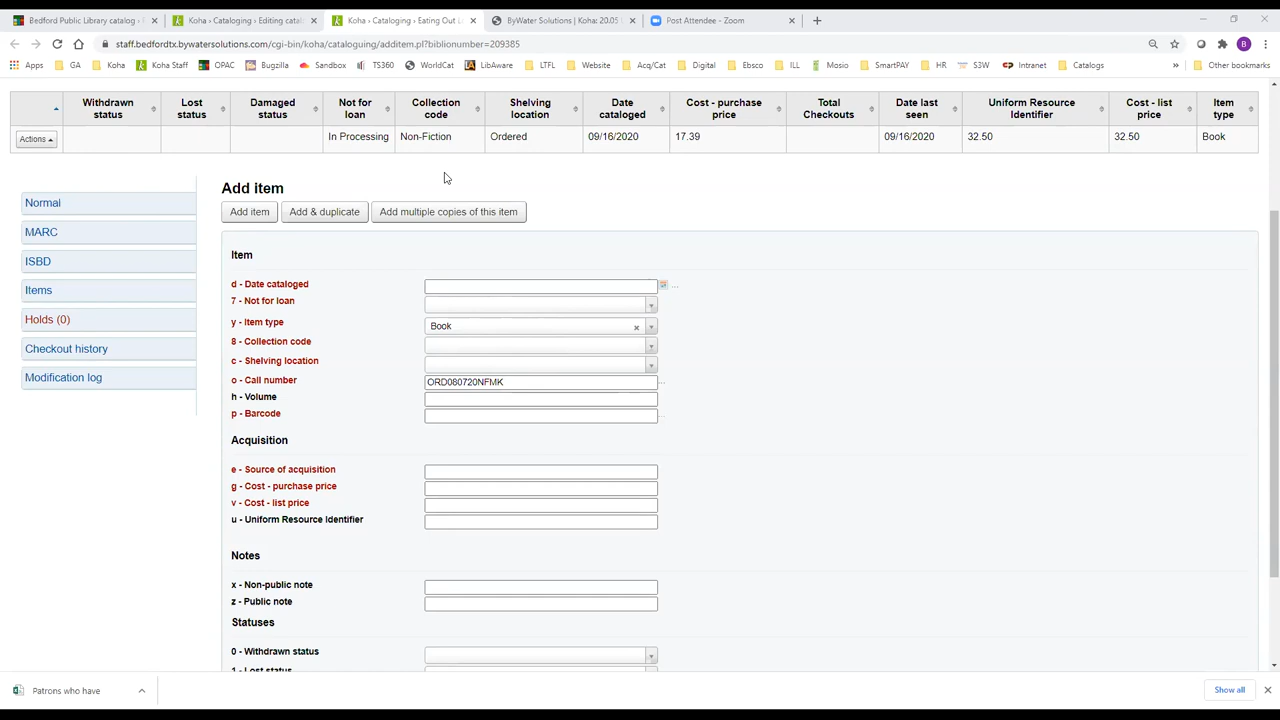 Bedford Public Library catalog › 
Koha › Cataloging › Editing catal
Koha › Cataloging › Eating Out L
ByWater Solutions | Koha: 20.05
Post Attendee - Zoom
staff.bedfordtx.bywatersolutions.com/cgi-bin/koha/cataloguing/additem.pl?biblionumber=209385
B
Apps GA Koha Koha Staff OPAC Bugzilla Sandbox TS360 WorldCat LibAware LTFL Website Acq/Cat Digital Ebsco ILL Mosio SmartPAY HR S3W Intranet Catalogs » Other bookmarks
Withdrawn status
Lost status
Damaged status
Not for loan
Collection code
Shelving location
Date cataloged
Cost - purchase price
Total Checkouts
Date last seen
Uniform Resource Identifier
Cost - list price
Item type
Actions In Processing Non-Fiction Ordered 09/16/2020 17.39 09/16/2020 32.50 32.50 Book
Normal
MARC
ISBD
Items
Holds (0)
Checkout history
Modification log
Add item
Add item Add & duplicate Add multiple copies of this item
Item
d - Date cataloged ...
7 - Not for loan
y - Item type Book ×
8 - Collection code
c - Shelving location
o - Call number ORD080720NFMK ...
h - Volume
p - Barcode ...
Acquisition
e - Source of acquisition
g - Cost - purchase price
v - Cost - list price
u - Uniform Resource Identifier
Notes
x - Non-public note
z - Public note
Statuses
0 - Withdrawn status
1 - Lost status
Patrons who have
Show all